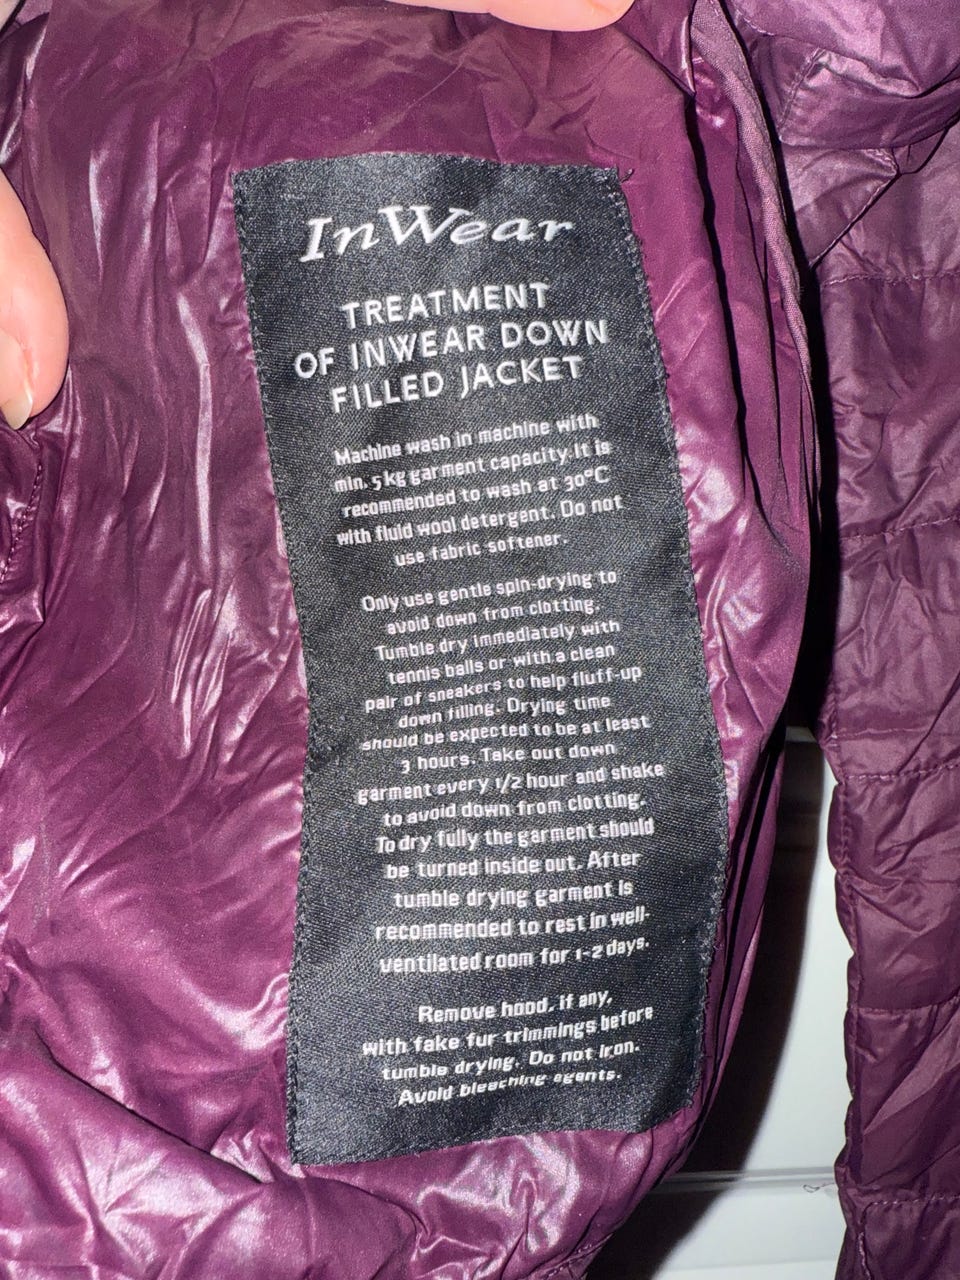 InWear
TREATMENT
OF INWEAR DOWN
FILLED JACKET
Machine wash in machine with
min. 5 kg garment capacity. It is
recommended to wash at 30°C
with fluid wool detergent. Do not
use fabric softener.
Only use gentle spin-drying to
avoid down from clotting.
Tumble dry immediately with
tennis balls or with a clean
pair of sneakers to help fluff-up
down filling. Drying time
should be expected to be at least
3 hours. Take out down
garment every 1/2 hour and shake
to avoid down from clotting.
To dry fully the garment should
be turned inside out. After
tumble drying garment is
recommended to rest in well-
ventilated room for 1-2 days.
Remove hood, if any,
with fake fur trimmings before
tumble drying. Do not iron.
Avoid bleaching agents.